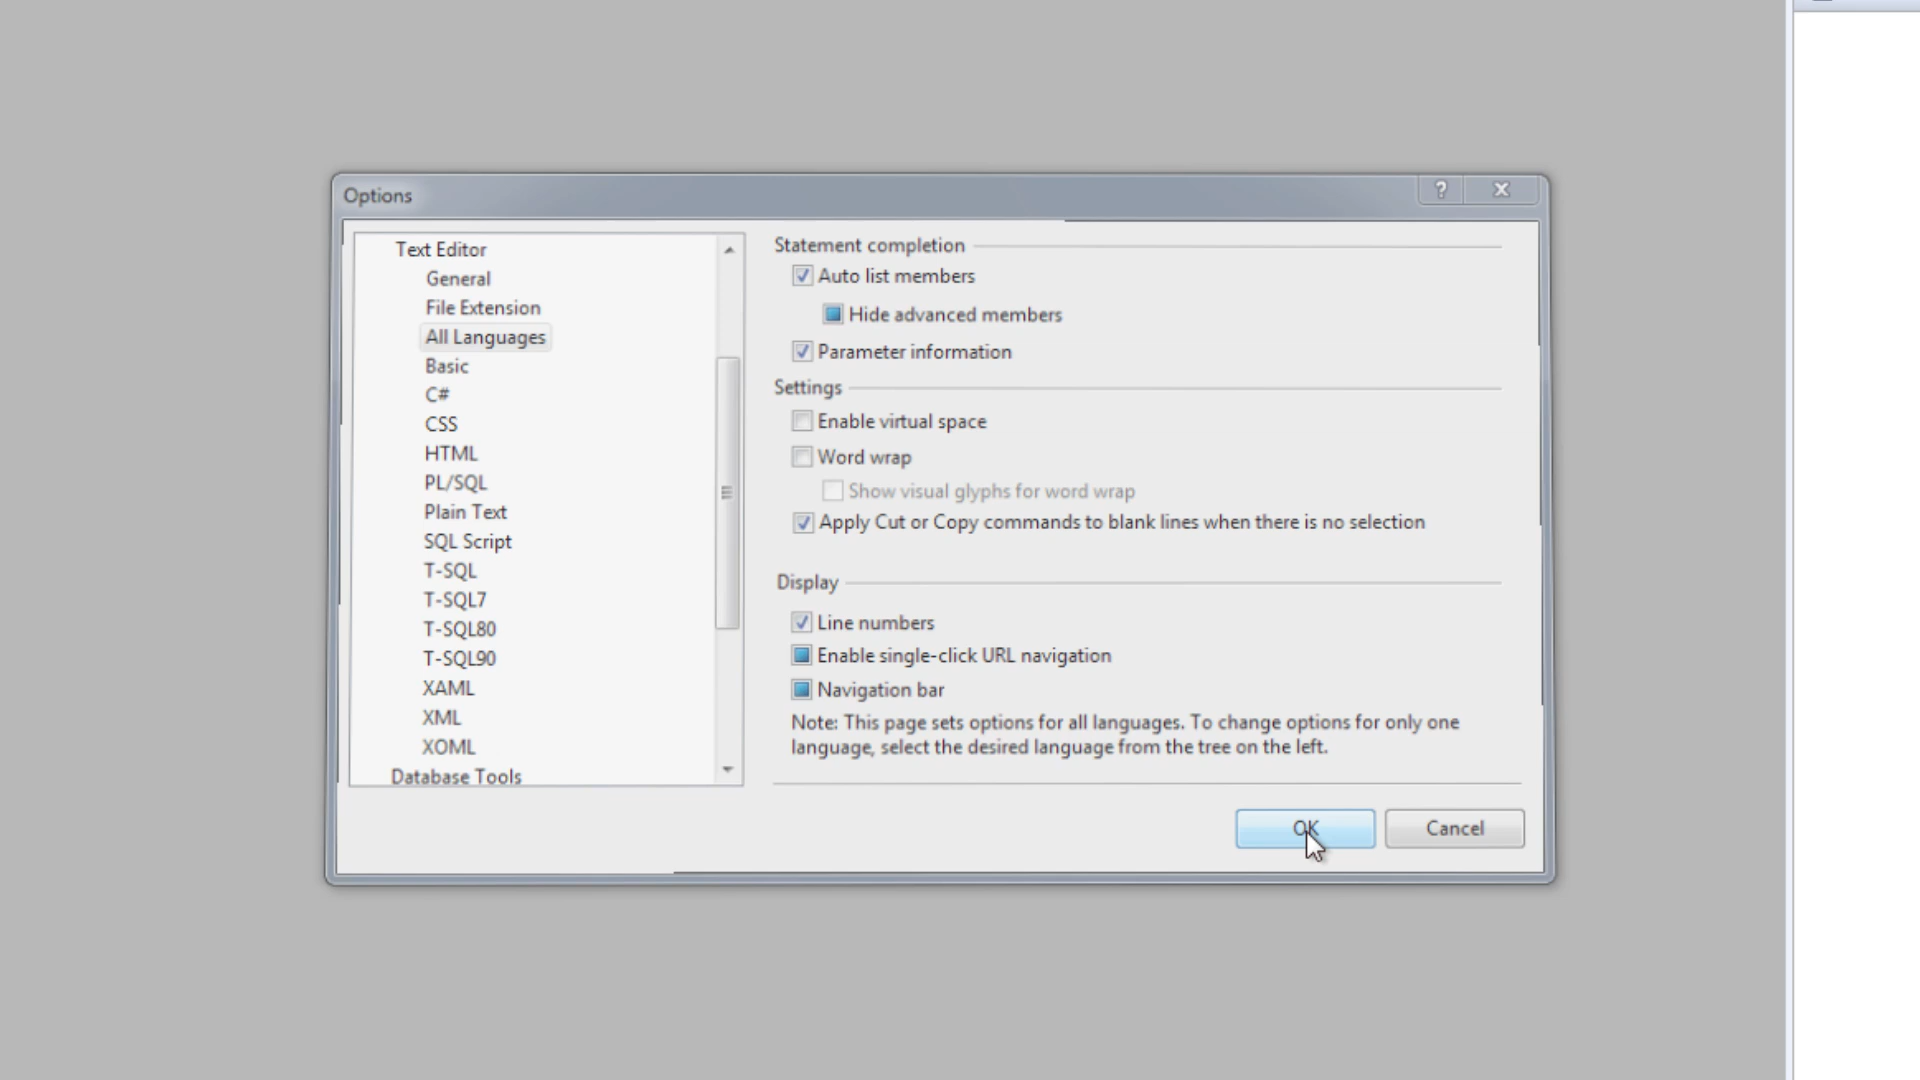 Options
?
Text Editor
General
File Extension
All Languages
Basic
C#
CSS
HTML
PL/SQL
Plain Text
SQL Script
T-SQL
T-SQL7
T-SQL80
T-SQL90
XAML
XML
XOML
Database Tools
Statement completion
Auto list members
Hide advanced members
Parameter information
Settings
Enable virtual space
Word wrap
Show visual glyphs for word wrap
Apply Cut or Copy commands to blank lines when there is no selection
Display
Line numbers
Enable single-click URL navigation
Navigation bar
Note: This page sets options for all languages. To change options for only one
language, select the desired language from the tree on the left.
OK
Cancel